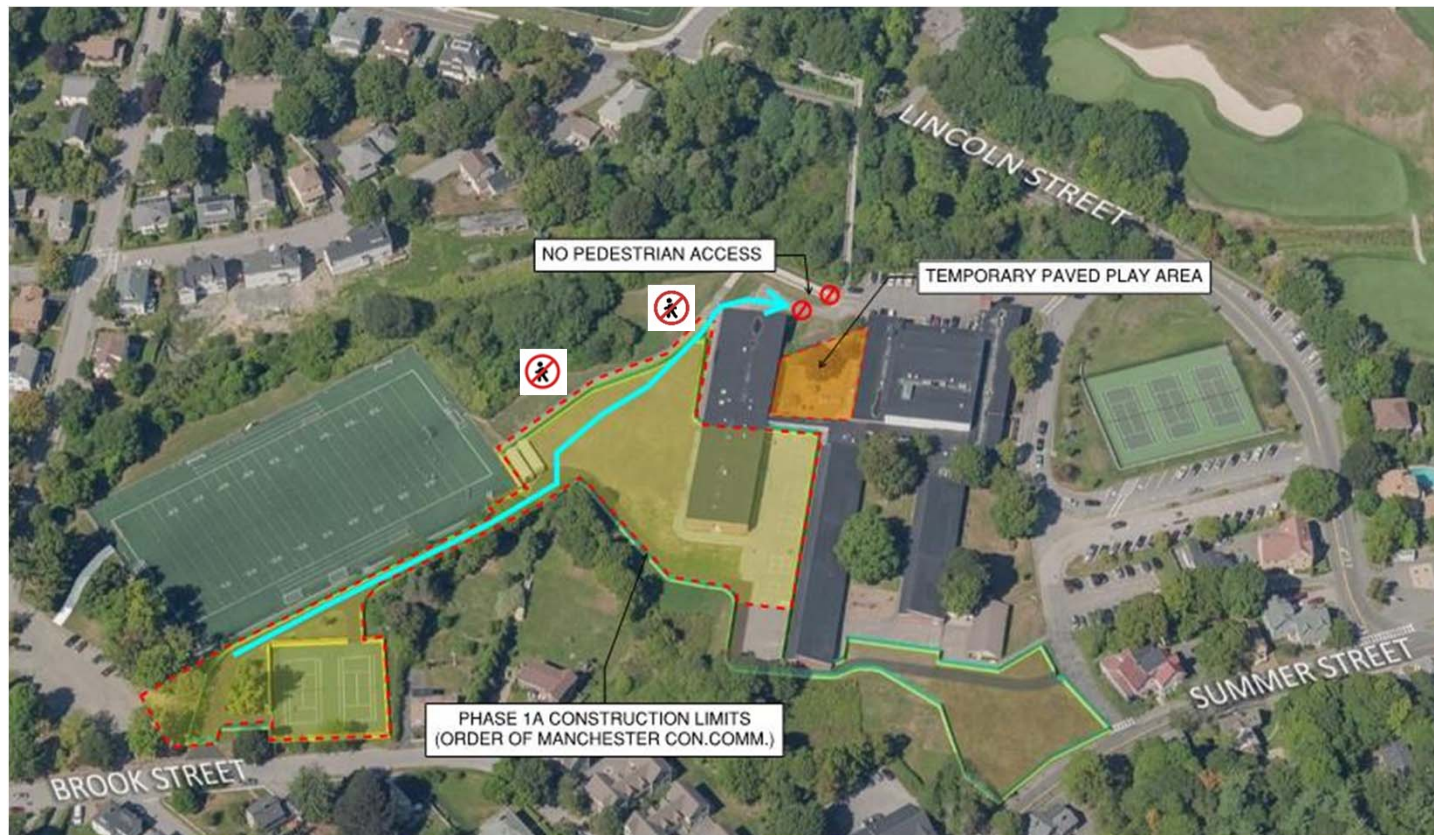 LINCOLN STREET
NO PEDESTRIAN ACCESS
TEMPORARY PAVED PLAY AREA
PHASE 1A CONSTRUCTION LIMITS
(ORDER OF MANCHESTER CON.COMM.)
SUMMER STREET
BROOK STREET